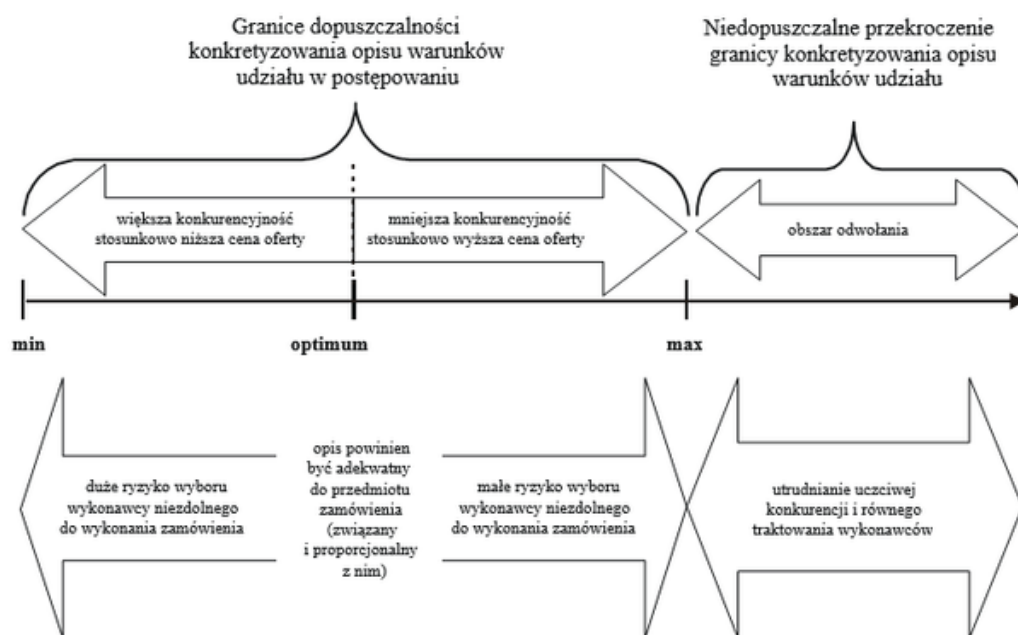 Granice dopuszczalności
konkretyzowania opisu warunków
udziału w postępowaniu
Niedopuszczalne przekroczenie
granicy konkretyzowania opisu
warunków udziału
większa konkurencyjność
stosunkowo niższa cena oferty
mniejsza konkurencyjność
stosunkowo wyższa cena oferty
obszar odwołania
min
optimum
max
duże ryzyko wyboru
wykonawcy niezdolnego
do wykonania zamówienia
opis powinien
być adekwatny
do przedmiotu
zamówienia
(związany
i proporcjonalny
z nim)
małe ryzyko wyboru
wykonawcy niezdolnego
do wykonania zamówienia
utrudnianie uczciwej
konkurencji i równego
traktowania wykonawców